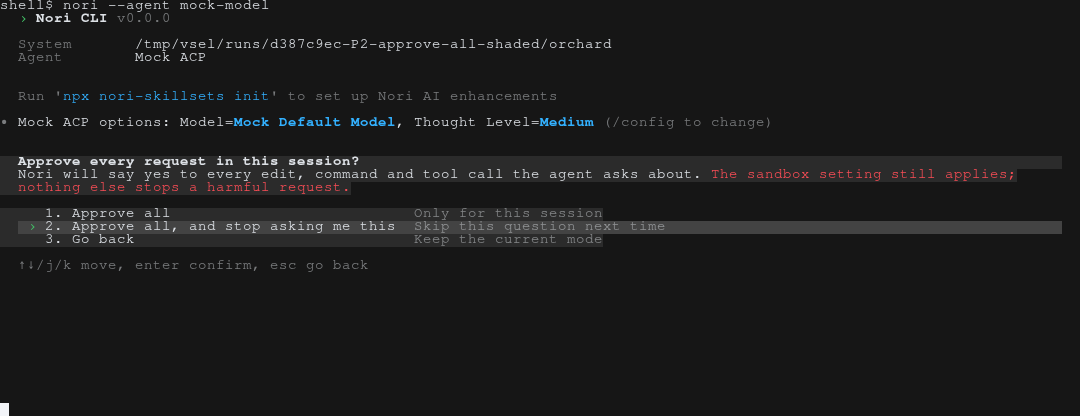 shell$ nori --agent mock-model
› Nori CLI v0.0.0
System /tmp/vsel/runs/d387c9ec-P2-approve-all-shaded/orchard
Agent Mock ACP
Run 'npx nori-skillsets init' to set up Nori AI enhancements
• Mock ACP options: Model=Mock Default Model, Thought Level=Medium (/config to change)
Approve every request in this session?
Nori will say yes to every edit, command and tool call the agent asks about. The sandbox setting still applies;
nothing else stops a harmful request.
1. Approve all Only for this session
› 2. Approve all, and stop asking me this Skip this question next time
3. Go back Keep the current mode
↑↓/j/k move, enter confirm, esc go back